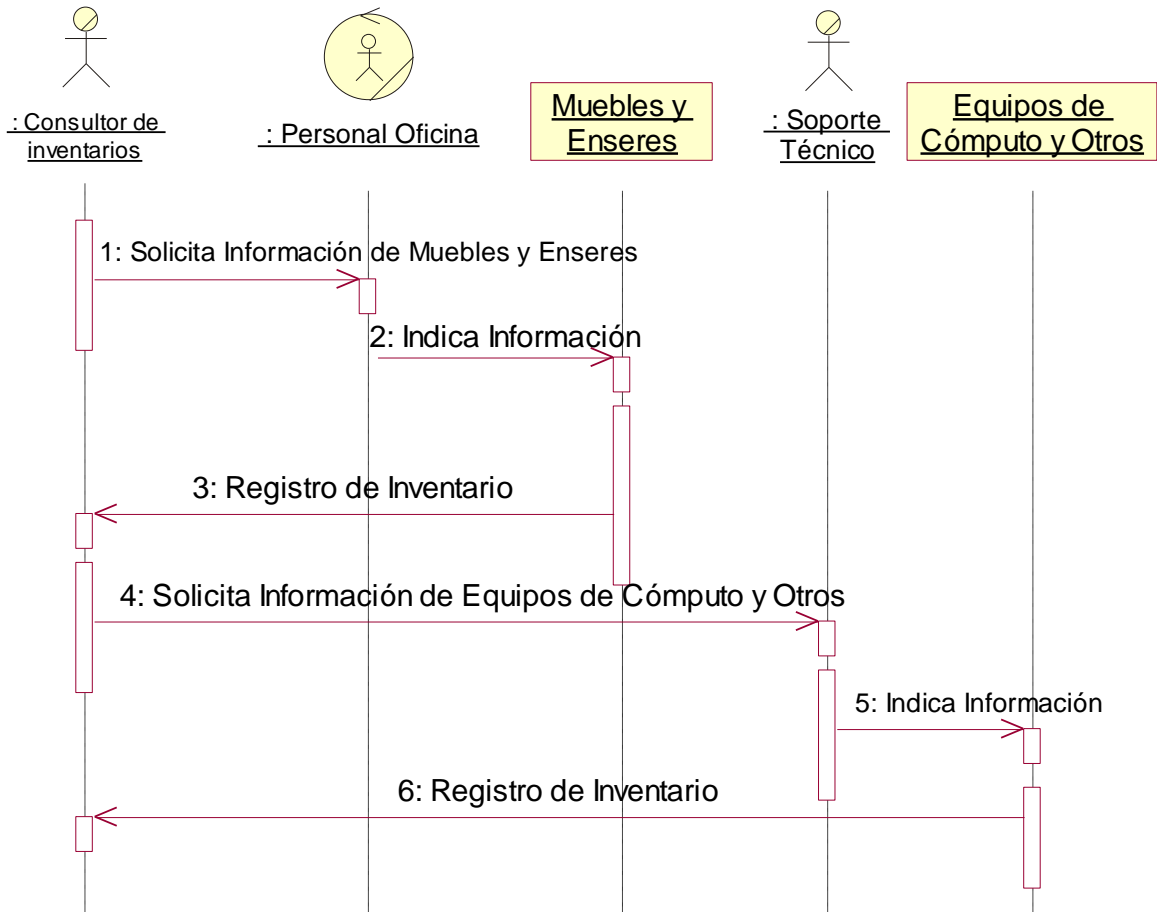 : Consultor de
inventarios
: Personal Oficina
Muebles y
Enseres
: Soporte
Técnico
Equipos de
Cómputo y Otros
1: Solicita Información de Muebles y Enseres
2: Indica Información
3: Registro de Inventario
4: Solicita Información de Equipos de Cómputo y Otros
5: Indica Información
6: Registro de Inventario